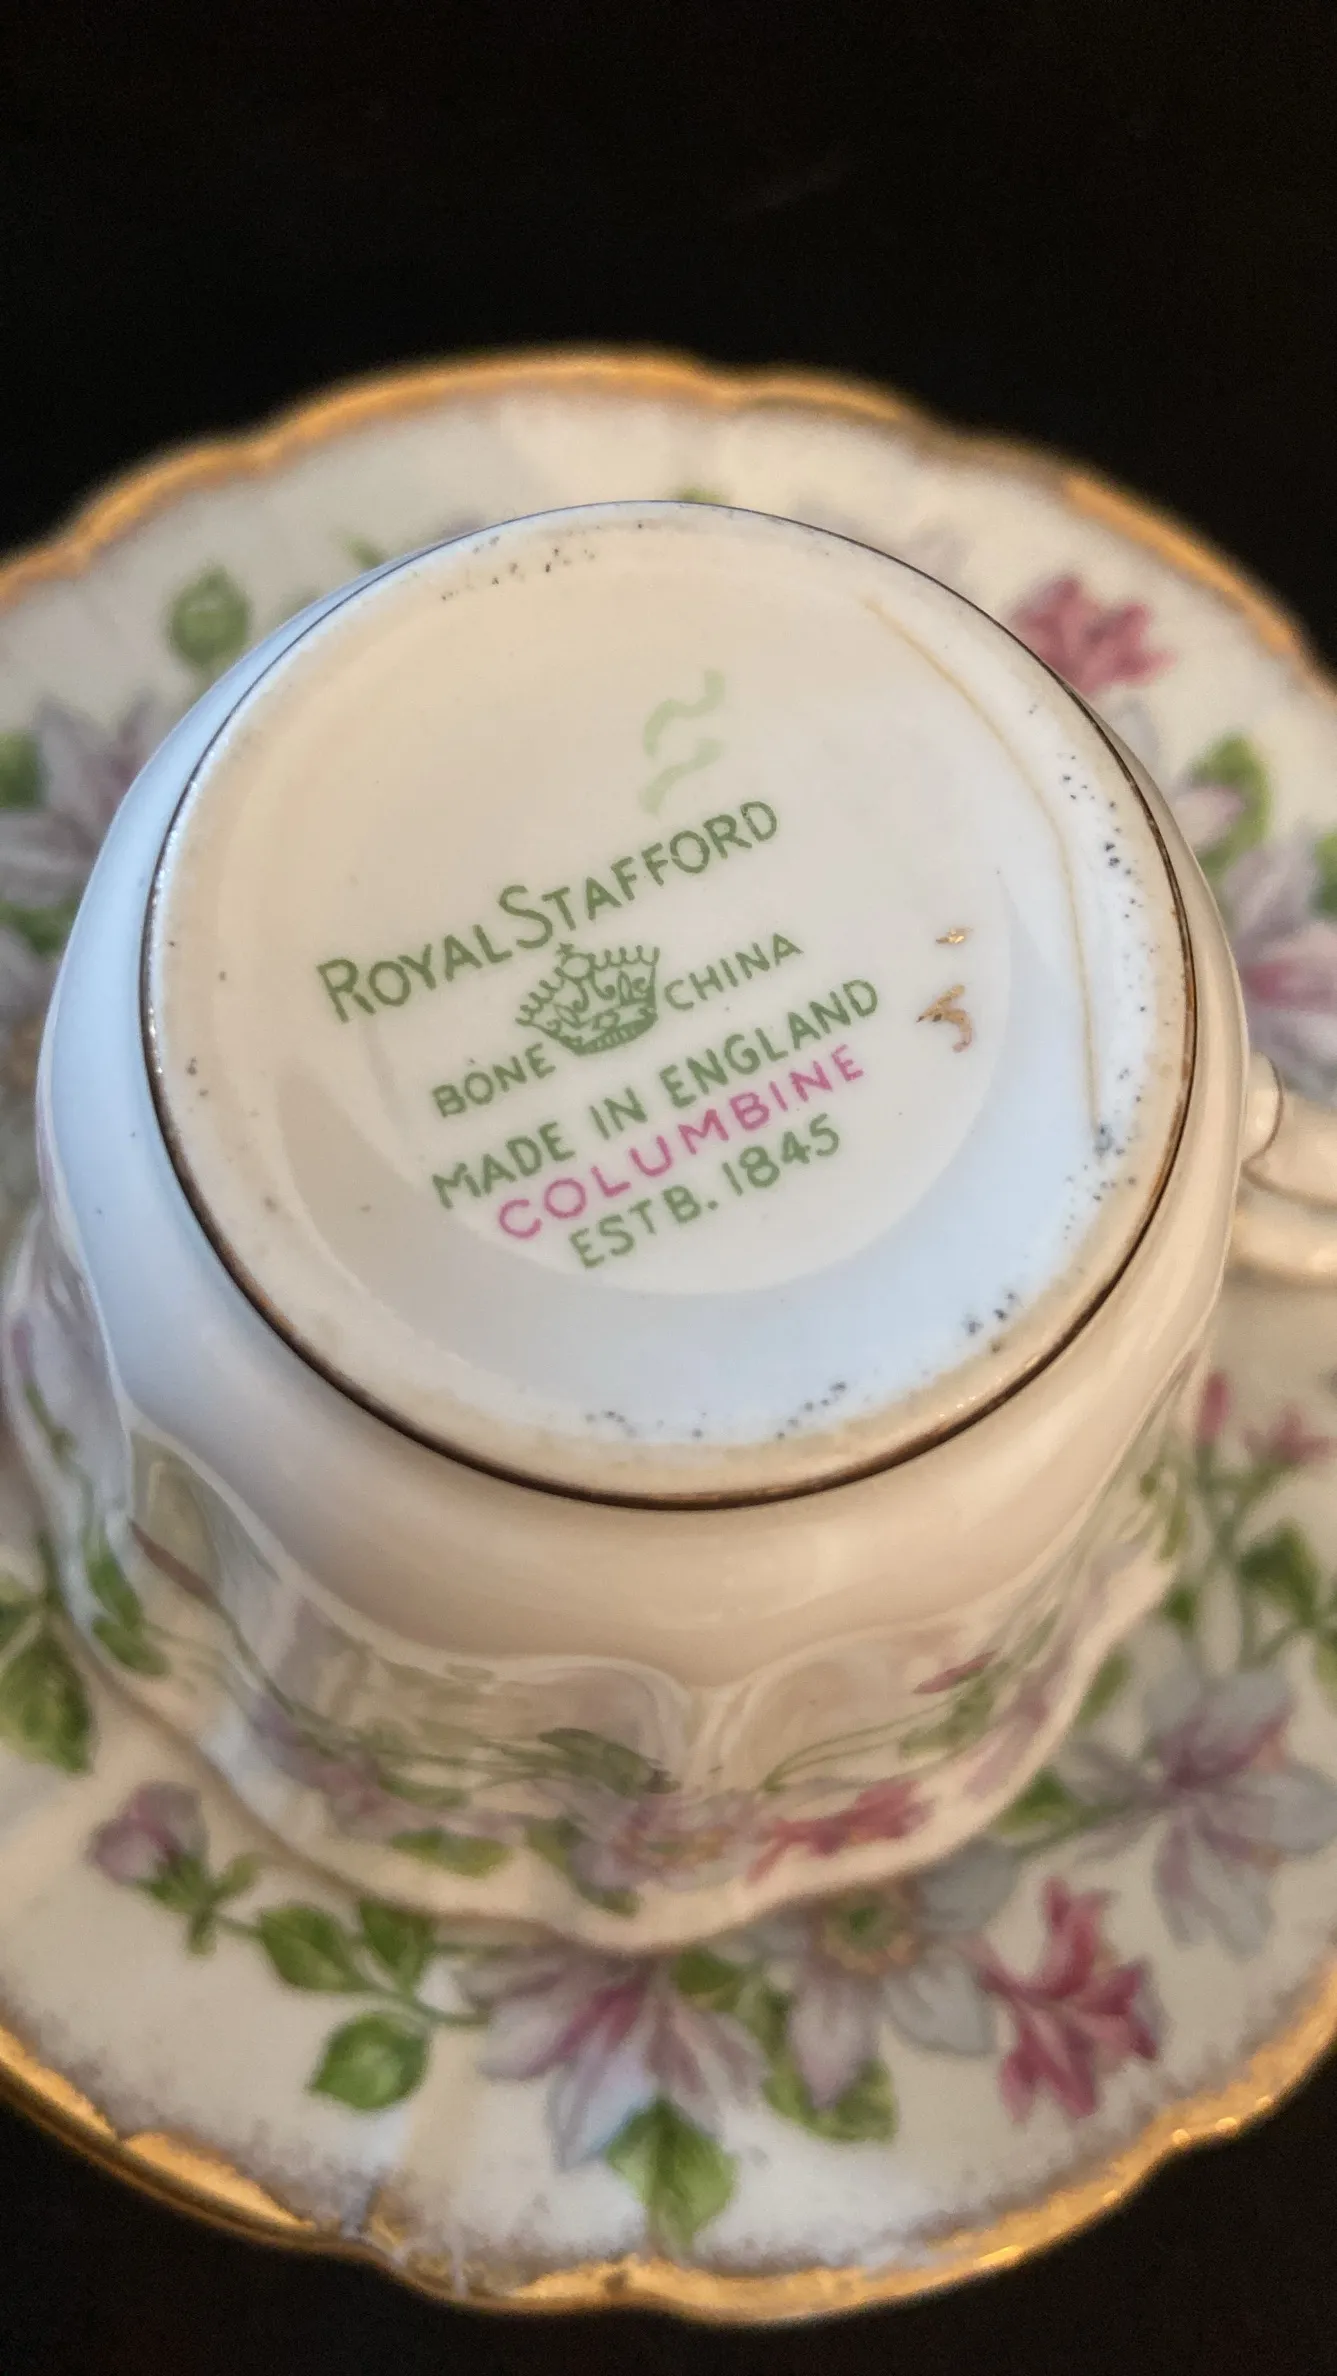 ROYAL STAFFORD
BONE CHINA
MADE IN ENGLAND
COLUMBINE
ESTB. 1845